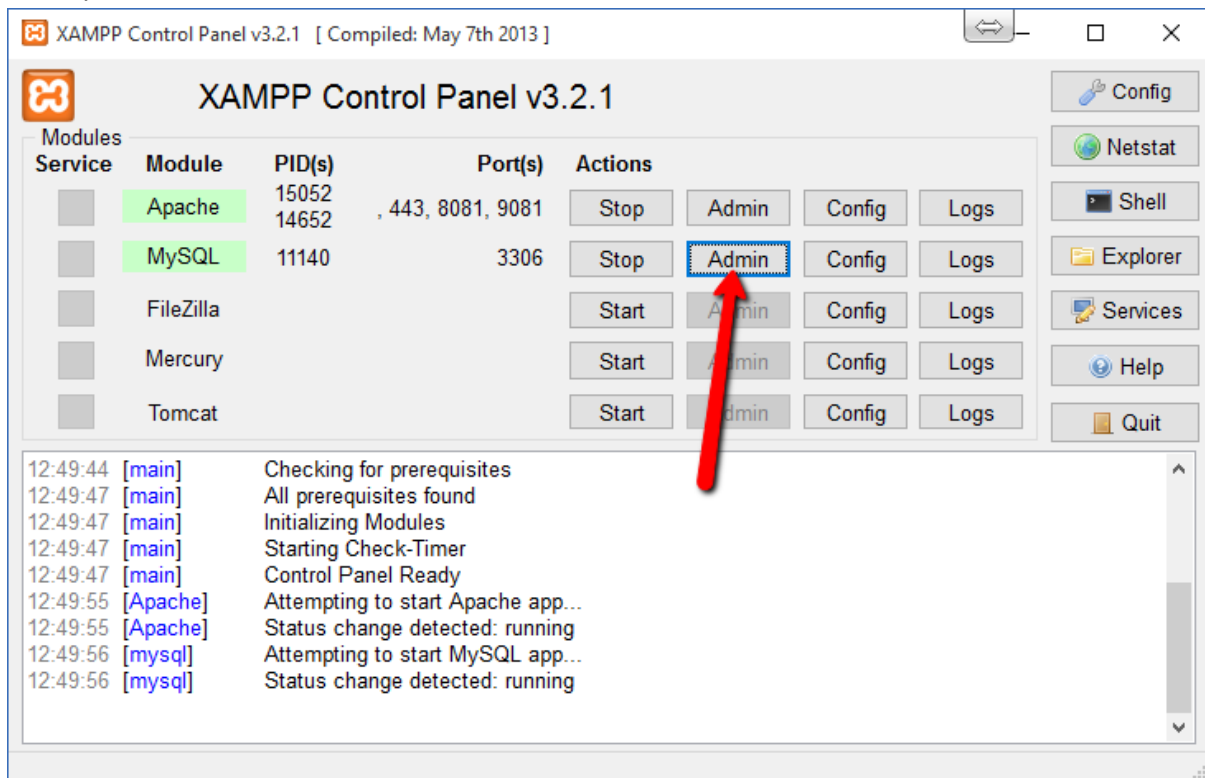 XAMPP Control Panel v3.2.1 [ Compiled: May 7th 2013 ]
XAMPP Control Panel v3.2.1
Config
Modules
Netstat
Service Module PID(s) Port(s) Actions
Apache 15052 14652 , 443, 8081, 9081 Stop Admin Config Logs
Shell
MySQL 11140 3306 Stop Admin Config Logs
Explorer
FileZilla Start Admin Config Logs
Services
Mercury Start Admin Config Logs
Help
Tomcat Start Admin Config Logs
Quit
12:49:44 [main] Checking for prerequisites
12:49:47 [main] All prerequisites found
12:49:47 [main] Initializing Modules
12:49:47 [main] Starting Check-Timer
12:49:47 [main] Control Panel Ready
12:49:55 [Apache] Attempting to start Apache app...
12:49:55 [Apache] Status change detected: running
12:49:56 [mysql] Attempting to start MySQL app...
12:49:56 [mysql] Status change detected: running